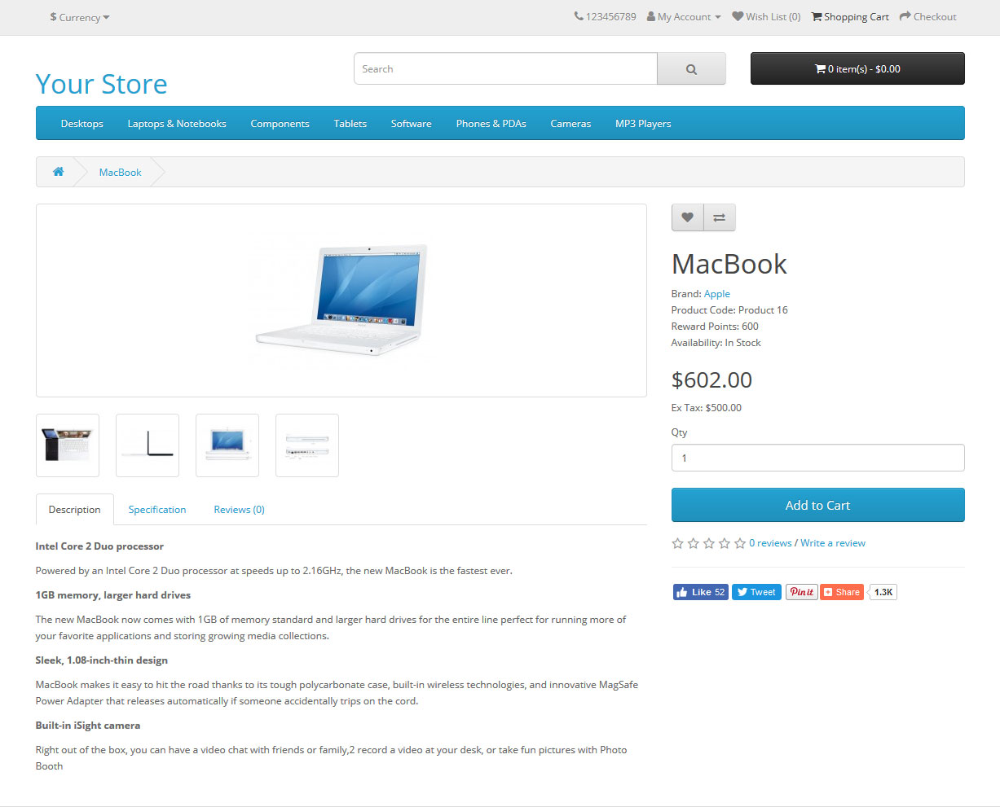 $ Currency
123456789 My Account Wish List (0) Shopping Cart Checkout
Your Store
Search
0 item(s) - $0.00
Desktops Laptops & Notebooks Components Tablets Software Phones & PDAs Cameras MP3 Players
MacBook
MacBook
Brand: Apple
Product Code: Product 16
Reward Points: 600
Availability: In Stock
$602.00
Ex Tax: $500.00
Qty
1
Add to Cart
0 reviews / Write a review
Like 52 Tweet Pin it Share 1.3K
Description Specification Reviews (0)
Intel Core 2 Duo processor
Powered by an Intel Core 2 Duo processor at speeds up to 2.16GHz, the new MacBook is the fastest ever.
1GB memory, larger hard drives
The new MacBook now comes with 1GB of memory standard and larger hard drives for the entire line perfect for running more of
your favorite applications and storing growing media collections.
Sleek, 1.08-inch-thin design
MacBook makes it easy to hit the road thanks to its tough polycarbonate case, built-in wireless technologies, and innovative MagSafe
Power Adapter that releases automatically if someone accidentally trips on the cord.
Built-in iSight camera
Right out of the box, you can have a video chat with friends or family,2 record a video at your desk, or take fun pictures with Photo
Booth